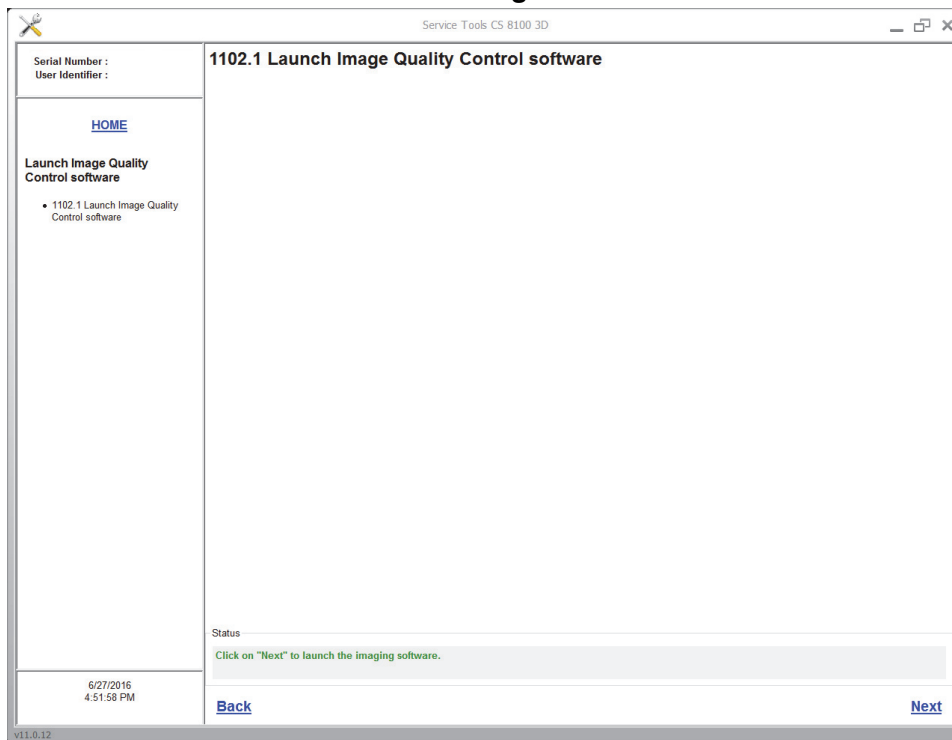 Service Tools CS 8100 3D
Serial Number :
User Identifier :
HOME
Launch Image Quality
Control software
• 1102.1 Launch Image Quality
Control software
6/27/2016
4:51:58 PM
1102.1 Launch Image Quality Control software
Status
Click on "Next" to launch the imaging software.
Back
Next
v11.0.12